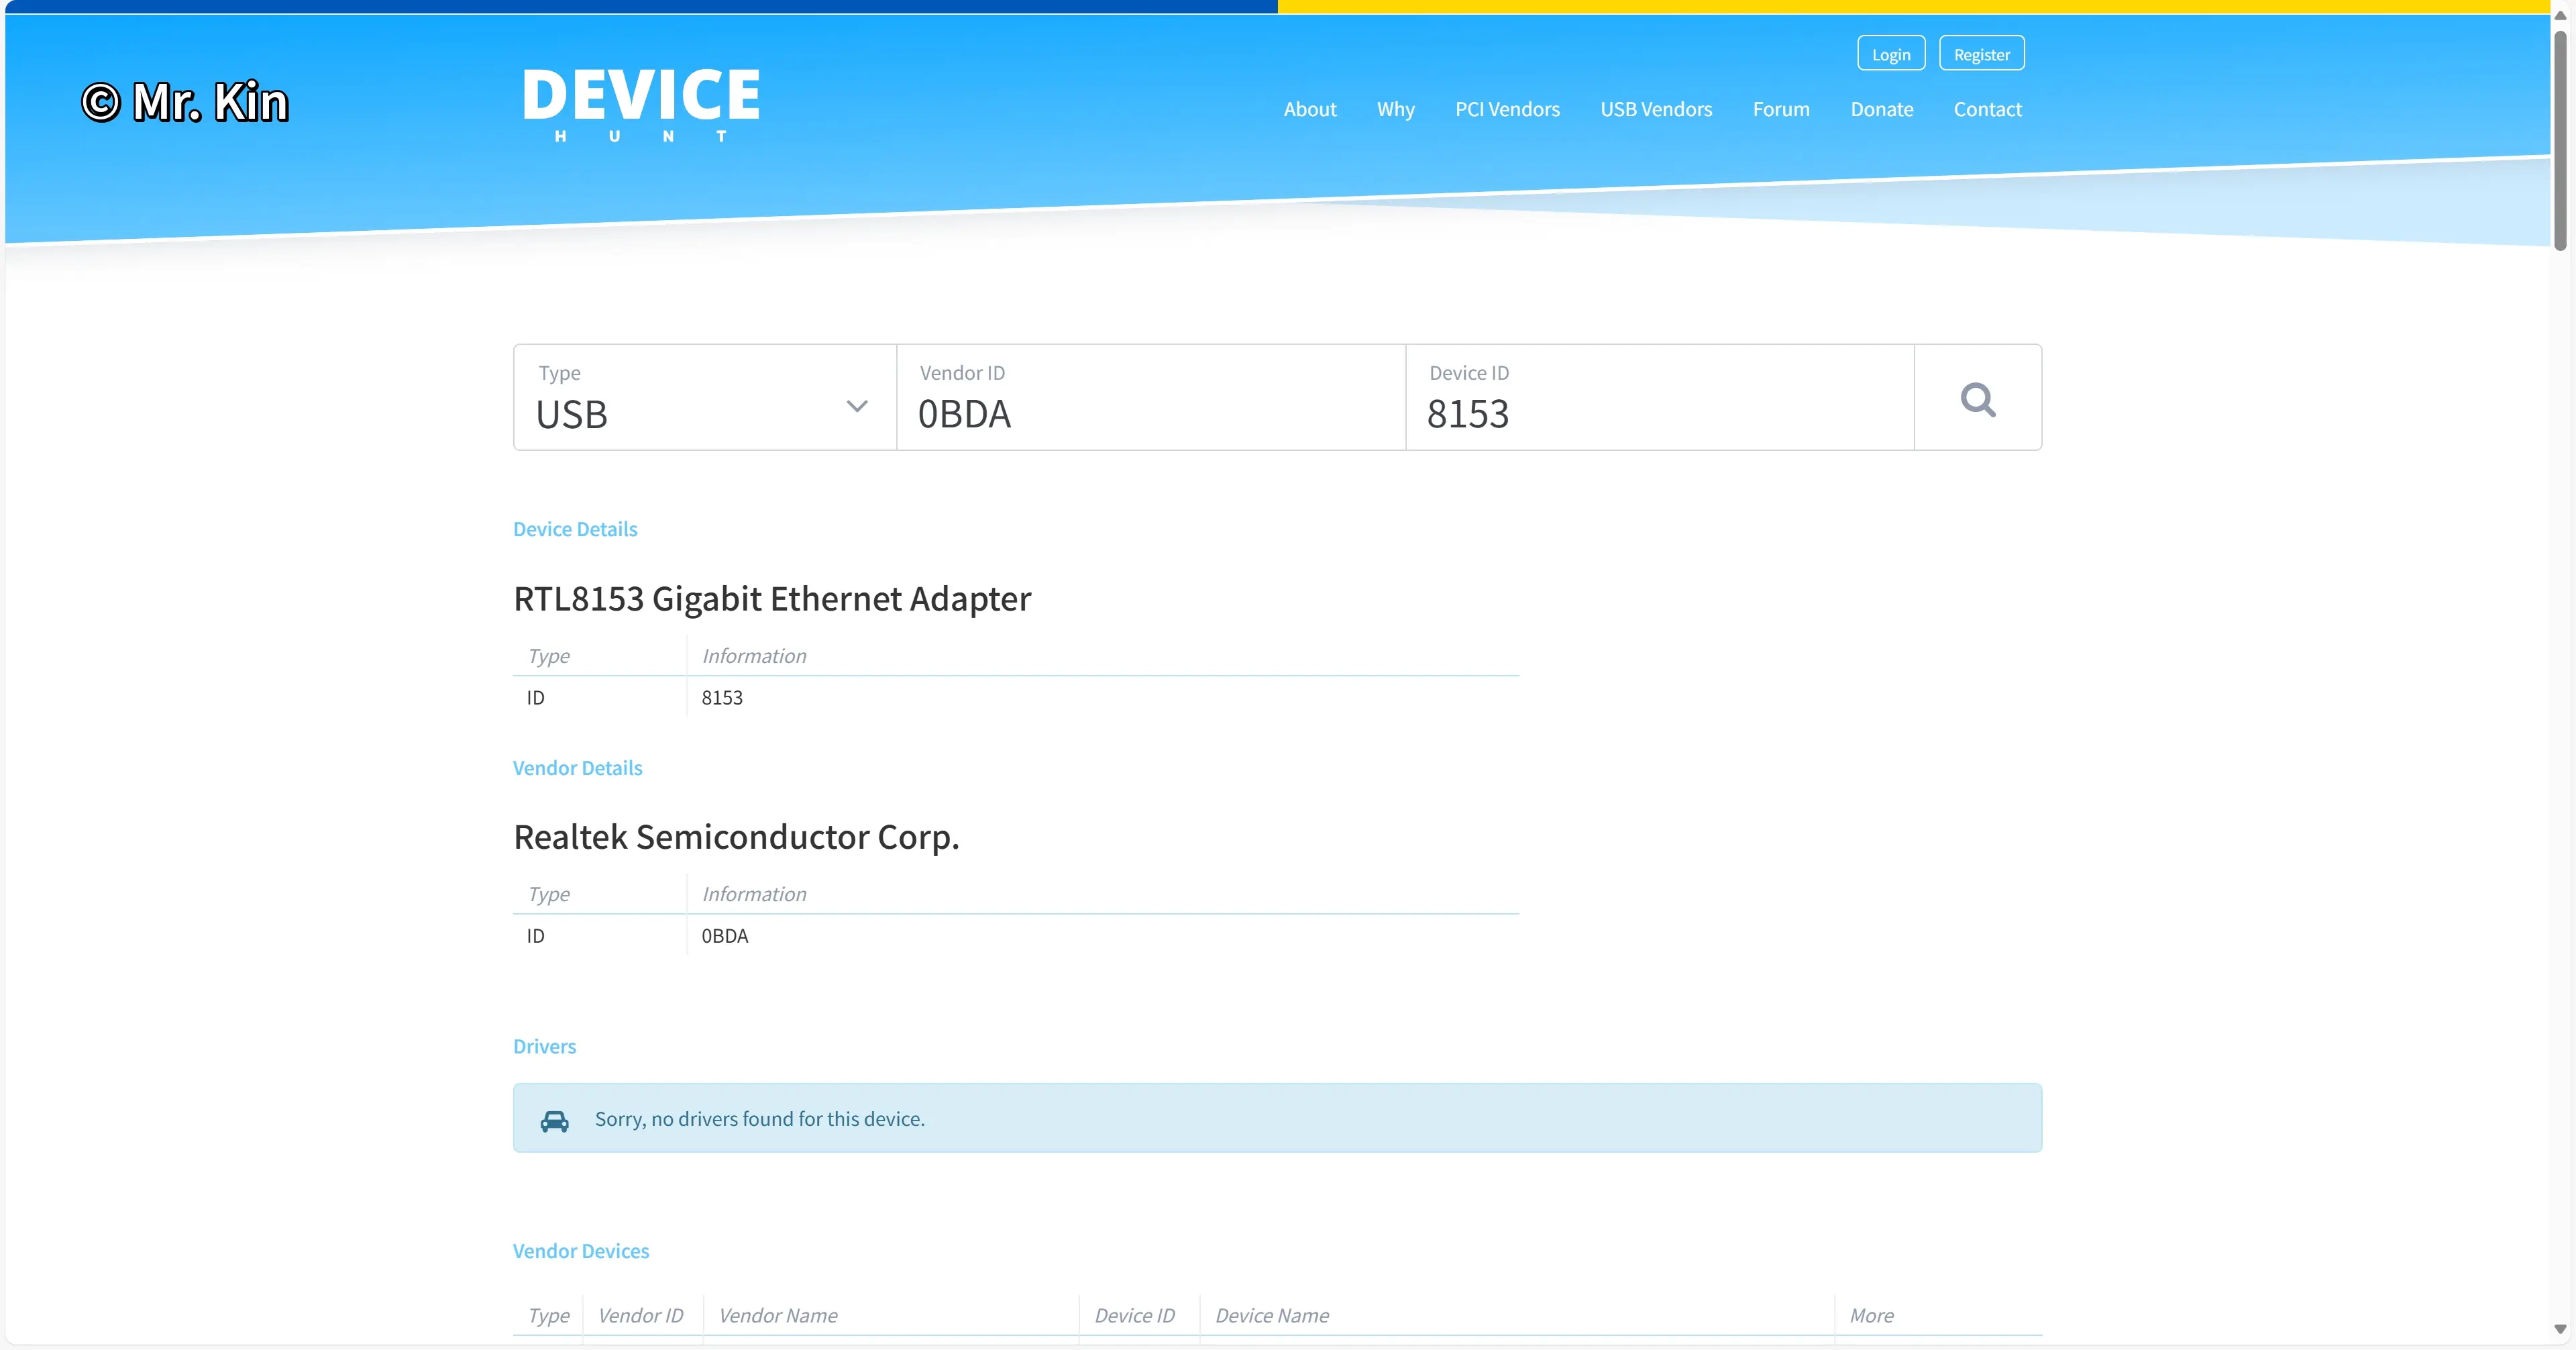 Login Register
© Mr. Kin
DEVICE
HUNT
About Why PCI Vendors USB Vendors Forum Donate Contact
Type Vendor ID Device ID
USB 0BDA 8153
Device Details
RTL8153 Gigabit Ethernet Adapter
Type Information
ID 8153
Vendor Details
Realtek Semiconductor Corp.
Type Information
ID 0BDA
Drivers
Sorry, no drivers found for this device.
Vendor Devices
Type Vendor ID Vendor Name Device ID Device Name More